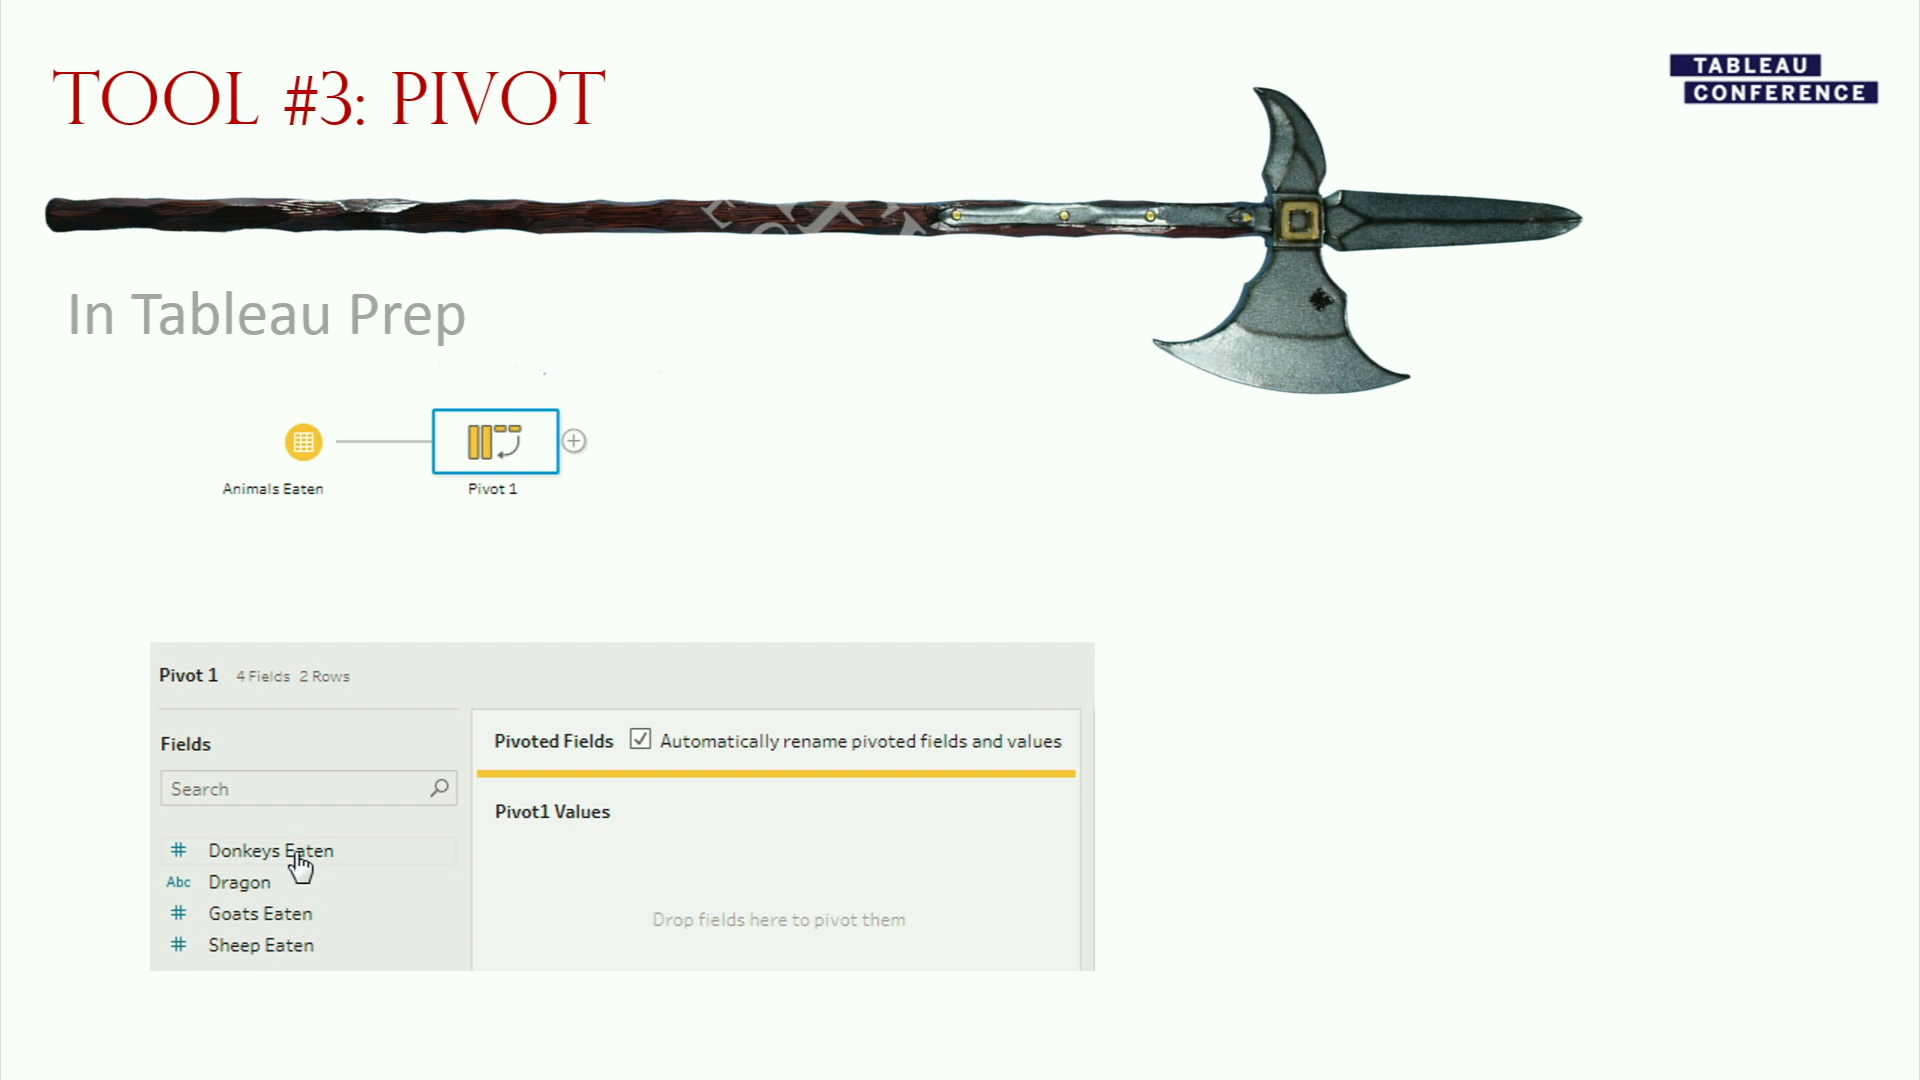 TOOL #3: PIVOT
TABLEAU
CONFERENCE
In Tableau Prep
Animals Eaten
Pivot 1
Pivot 1 4 Fields 2 Rows
Fields
Pivoted Fields Automatically rename pivoted fields and values
Search
Pivot1 Values
# Donkeys Eaten
Abc Dragon
# Goats Eaten
# Sheep Eaten
Drop fields here to pivot them